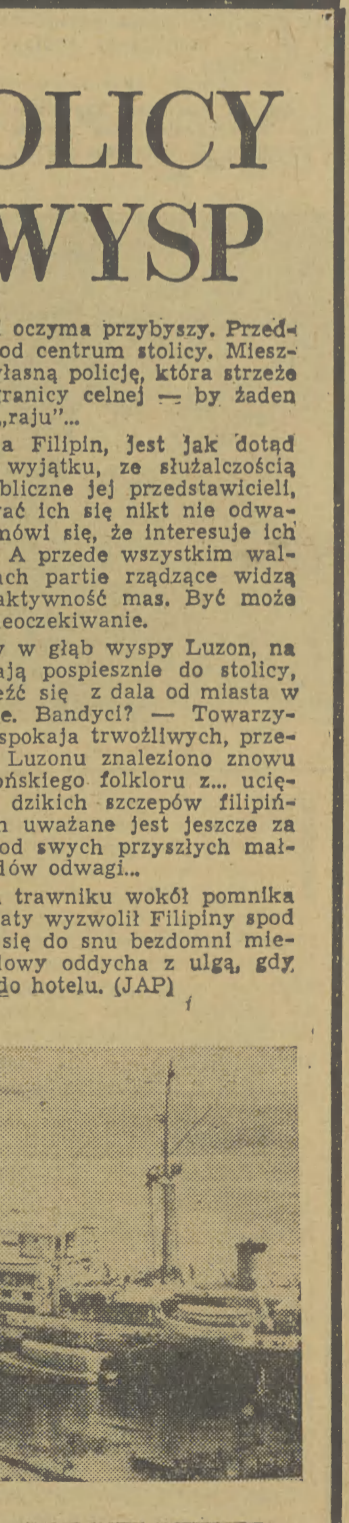 OLICY
WYSP
oczyma przybyszy. Przed-
od centrum stolicy. Miesz-
łasną policję, która strzeże
ranicy celnej — by żaden
„raju”...
a Filipin, jest jak dotąd
wyjątku, ze służalczością
bliczne jej przedstawicieli,
ać ich się nikt nie odwa-
mówi się, że interesuje ich
A przede wszystkim wal-
ach partie rządzące widzą
aktywność mas. Być może
eoczekiwanie.
y w głąb wyspy Luzon, na
ają pospiesznie do stolicy,
eźć się z dala od miasta w
e. Bandyci? — Towarzy-
spokaja trwożliwych, prze-
Luzonu znaleziono znowu
ońskiego folkloru z... ucię-
dzikich szczepów filipiń-
h uważane jest jeszcze za
od swych przyszłych mał-
dów odwagi...
trawniku wokół pomnika
aty wyzwolił Filipiny spod
się do snu bezdomni mie-
lowy oddycha z ulgą, gdy
do hotelu. (JAP)